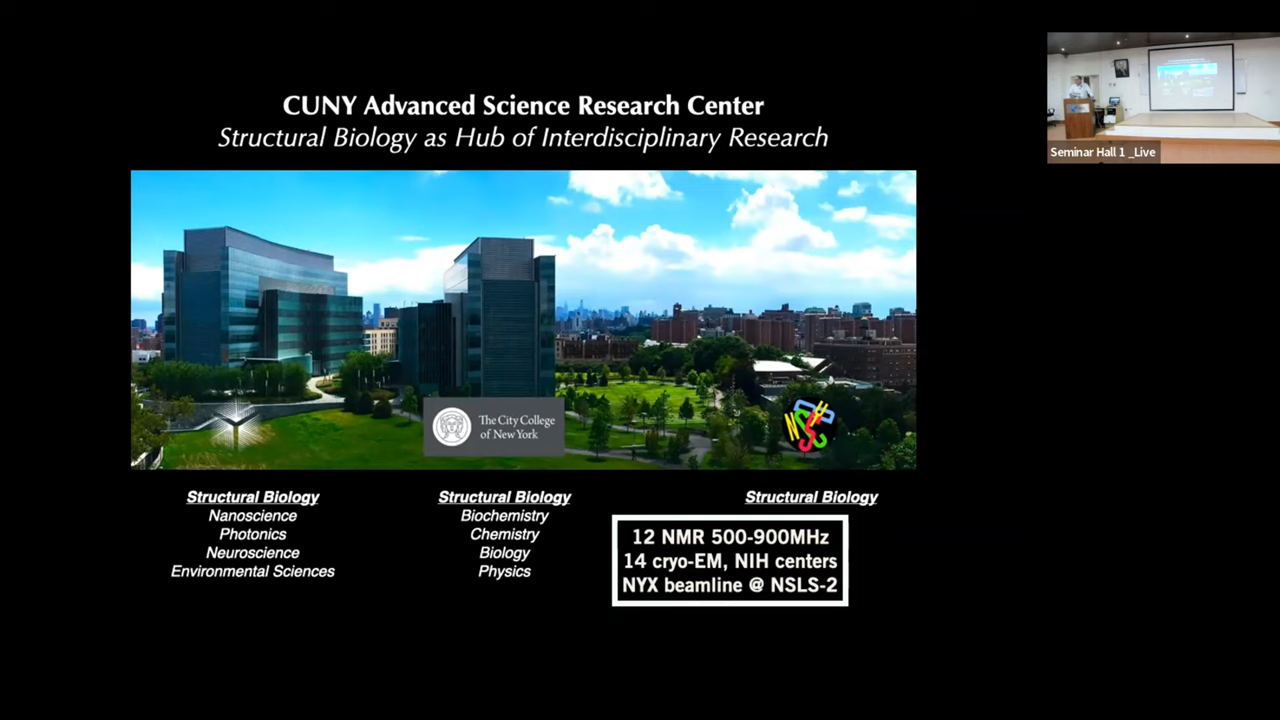 CUNY Advanced Science Research Center
Structural Biology as Hub of Interdisciplinary Research
Seminar Hall 1 _Live
The City College
of New York
NYSBC
Structural Biology
Nanoscience
Photonics
Neuroscience
Environmental Sciences
Structural Biology
Biochemistry
Chemistry
Biology
Physics
Structural Biology
12 NMR 500-900MHz
14 cryo-EM, NIH centers
NYX beamline @ NSLS-2